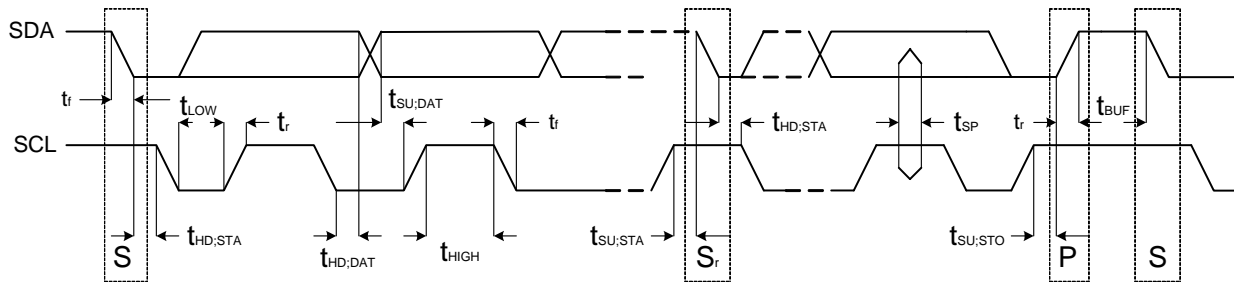 SDA
tf tLOW tr tSU;DAT tf tHD;STA tSP tr tBUF
SCL
tHD;STA tHD;DAT tHIGH tSU;STA tSU;STO
S Sr P S